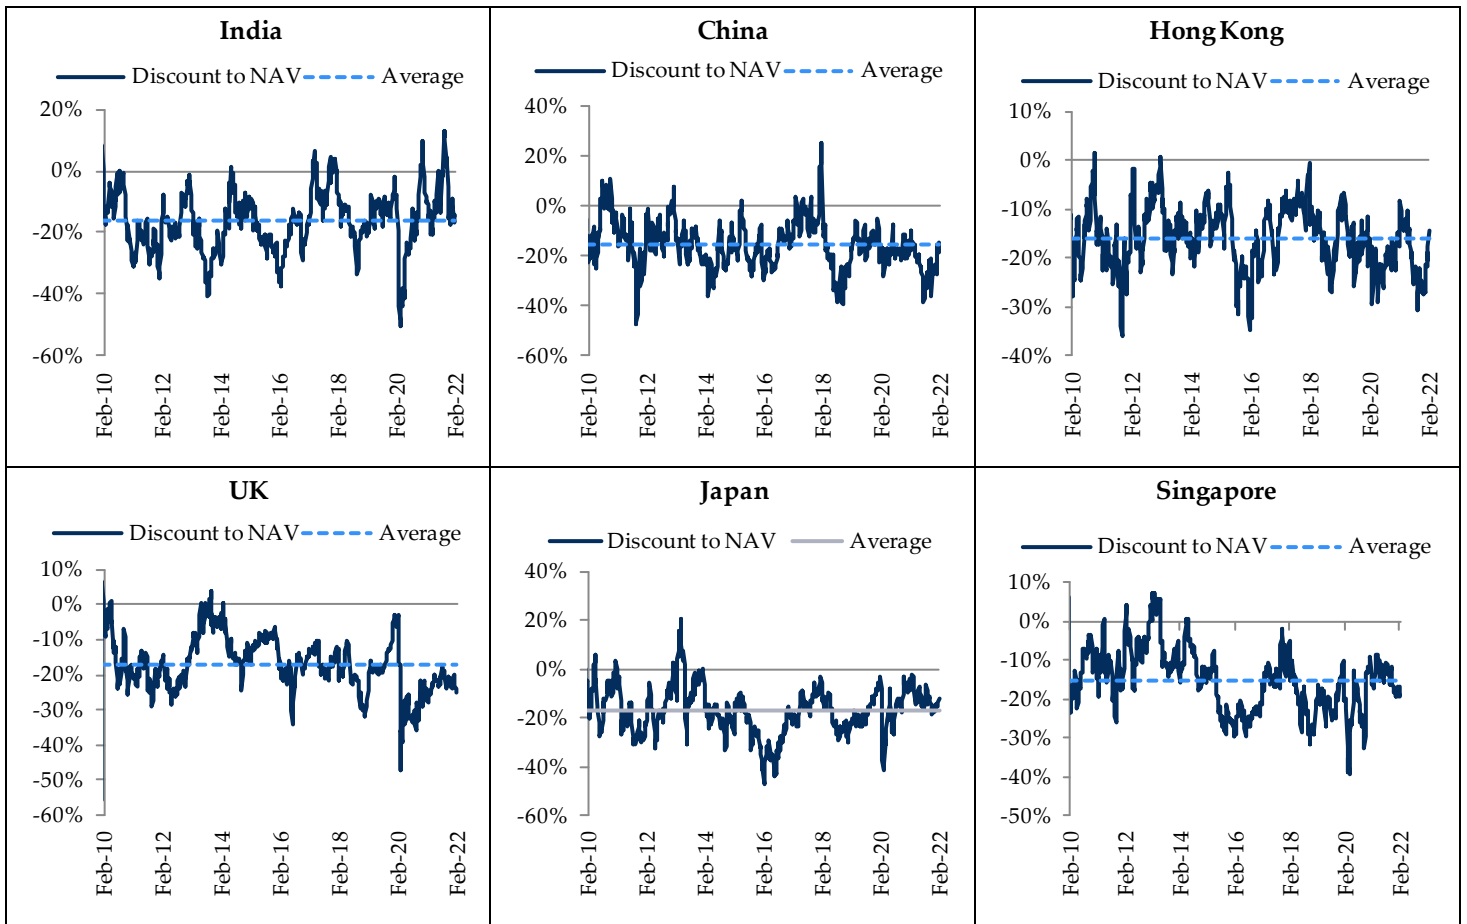 India
Discount to NAV Average
20%
0%
-20%
-40%
-60%
Feb-10
Feb-12
Feb-14
Feb-16
Feb-18
Feb-20
Feb-22
China
Discount to NAV Average
40%
20%
0%
-20%
-40%
-60%
Feb-10
Feb-12
Feb-14
Feb-16
Feb-18
Feb-20
Feb-22
Hong Kong
Discount to NAV Average
10%
0%
-10%
-20%
-30%
-40%
Feb-10
Feb-12
Feb-14
Feb-16
Feb-18
Feb-20
Feb-22
UK
Discount to NAV Average
10%
0%
-10%
-20%
-30%
-40%
-50%
-60%
Feb-10
Feb-12
Feb-14
Feb-16
Feb-18
Feb-20
Feb-22
Japan
Discount to NAV Average
40%
20%
0%
-20%
-40%
-60%
Feb-10
Feb-12
Feb-14
Feb-16
Feb-18
Feb-20
Feb-22
Singapore
Discount to NAV Average
10%
0%
-10%
-20%
-30%
-40%
-50%
Feb-10
Feb-12
Feb-14
Feb-16
Feb-18
Feb-20
Feb-22